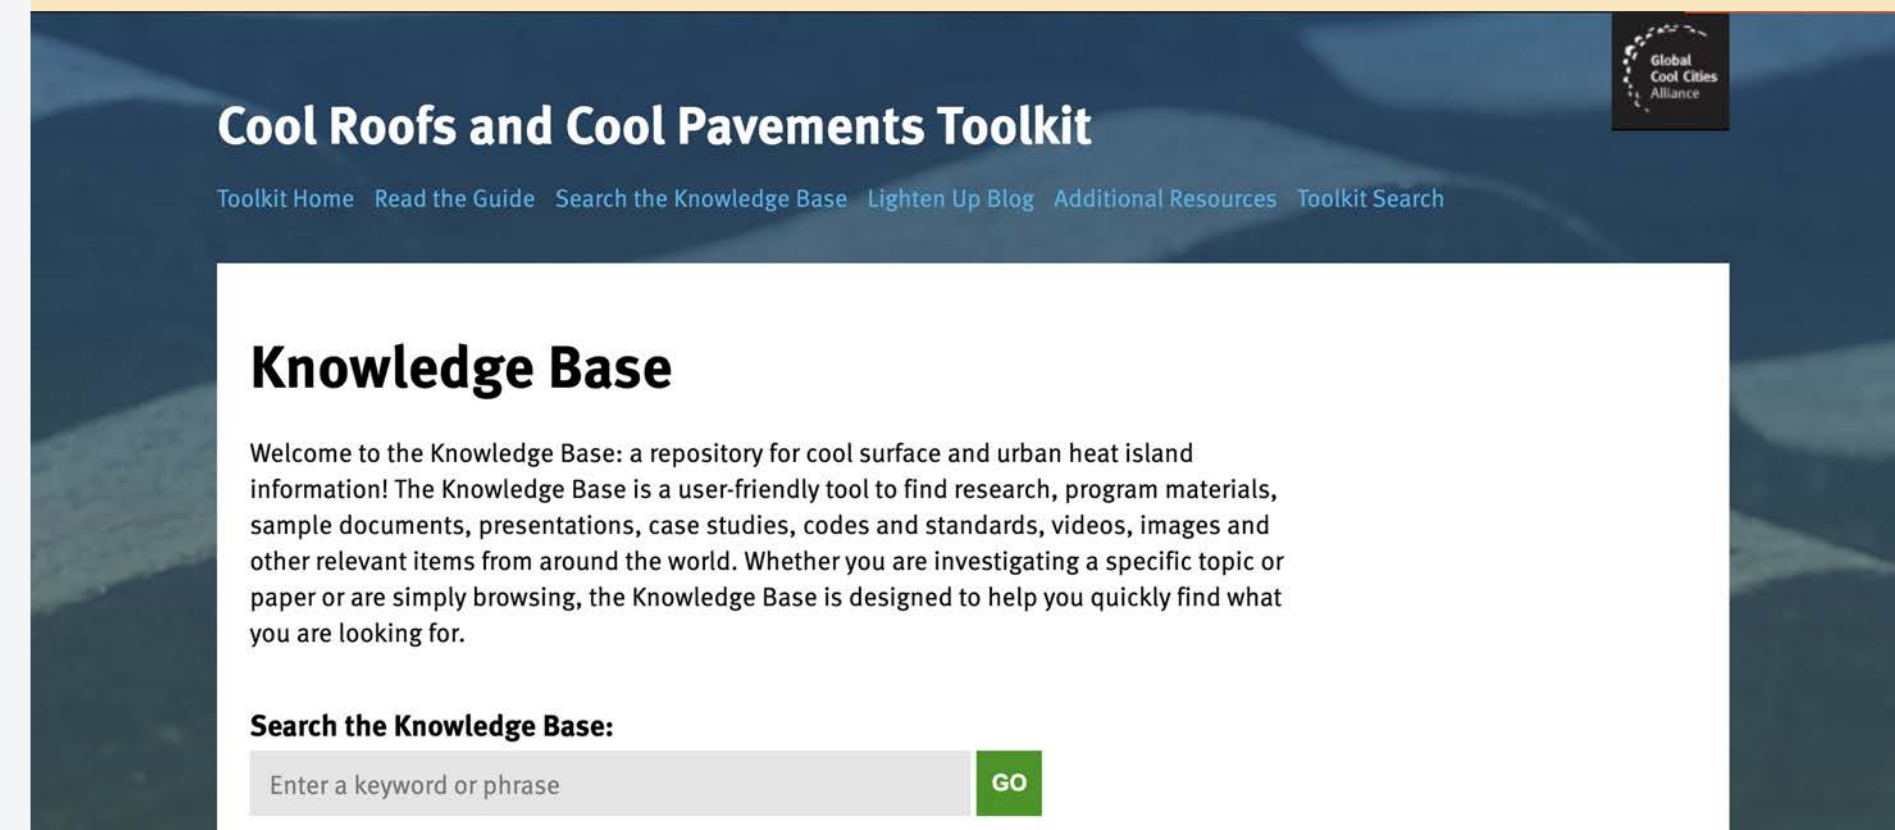 Global
Cool Cities
Alliance
Cool Roofs and Cool Pavements Toolkit
Toolkit Home Read the Guide Search the Knowledge Base Lighten Up Blog Additional Resources Toolkit Search
Knowledge Base
Welcome to the Knowledge Base: a repository for cool surface and urban heat island
information! The Knowledge Base is a user-friendly tool to find research, program materials,
sample documents, presentations, case studies, codes and standards, videos, images and
other relevant items from around the world. Whether you are investigating a specific topic or
paper or are simply browsing, the Knowledge Base is designed to help you quickly find what
you are looking for.
Search the Knowledge Base:
Enter a keyword or phrase GO